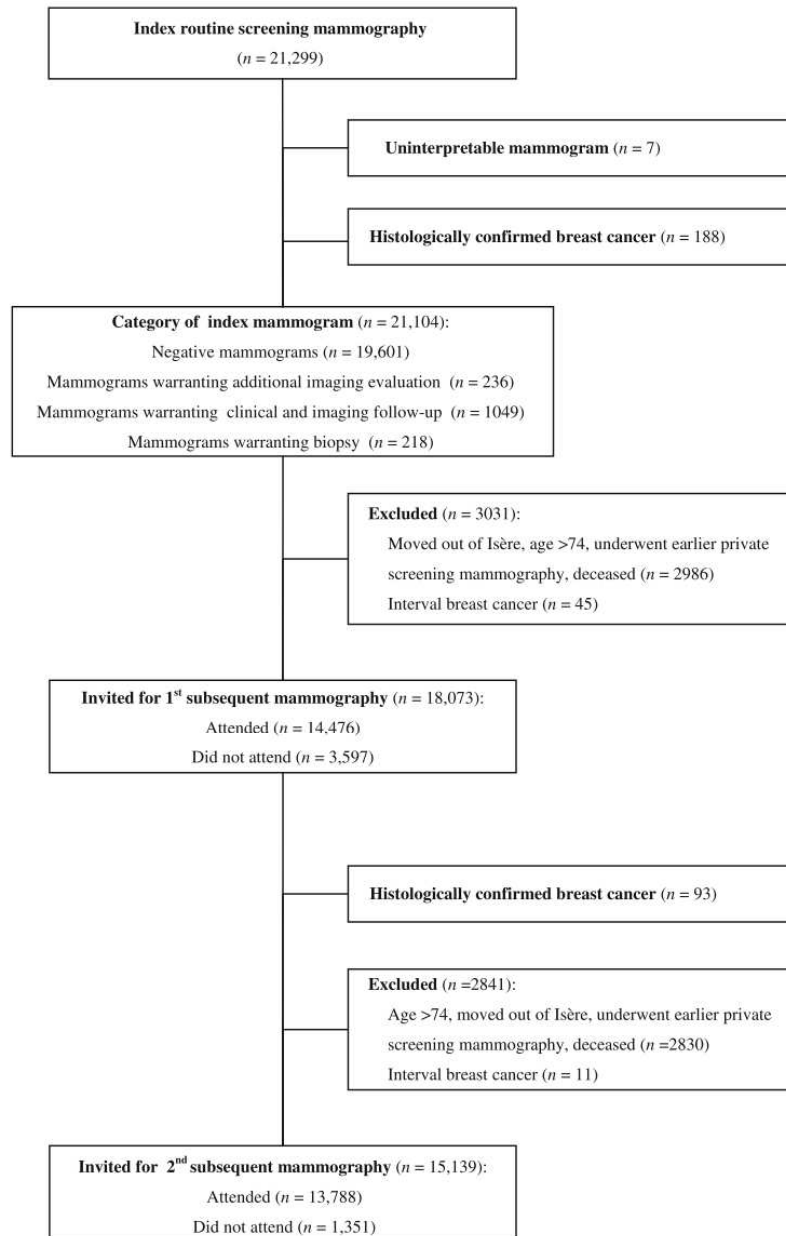 Index routine screening mammography
(n = 21,299)
Uninterpretable mammogram (n = 7)
Histologically confirmed breast cancer (n = 188)
Category of index mammogram (n = 21,104):
Negative mammograms (n = 19,601)
Mammograms warranting additional imaging evaluation (n = 236)
Mammograms warranting clinical and imaging follow-up (n = 1049)
Mammograms warranting biopsy (n = 218)
Excluded (n = 3031):
Moved out of Isère, age >74, underwent earlier private
screening mammography, deceased (n = 2986)
Interval breast cancer (n = 45)
Invited for 1st subsequent mammography (n = 18,073):
Attended (n = 14,476)
Did not attend (n = 3,597)
Histologically confirmed breast cancer (n = 93)
Excluded (n =2841):
Age >74, moved out of Isère, underwent earlier private
screening mammography, deceased (n =2830)
Interval breast cancer (n = 11)
Invited for 2nd subsequent mammography (n = 15,139):
Attended (n = 13,788)
Did not attend (n = 1,351)